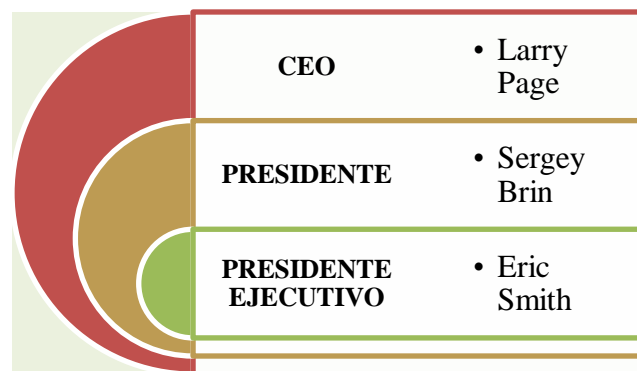 CEO
• Larry
Page
PRESIDENTE
• Sergey
Brin
PRESIDENTE
EJECUTIVO
• Eric
Smith